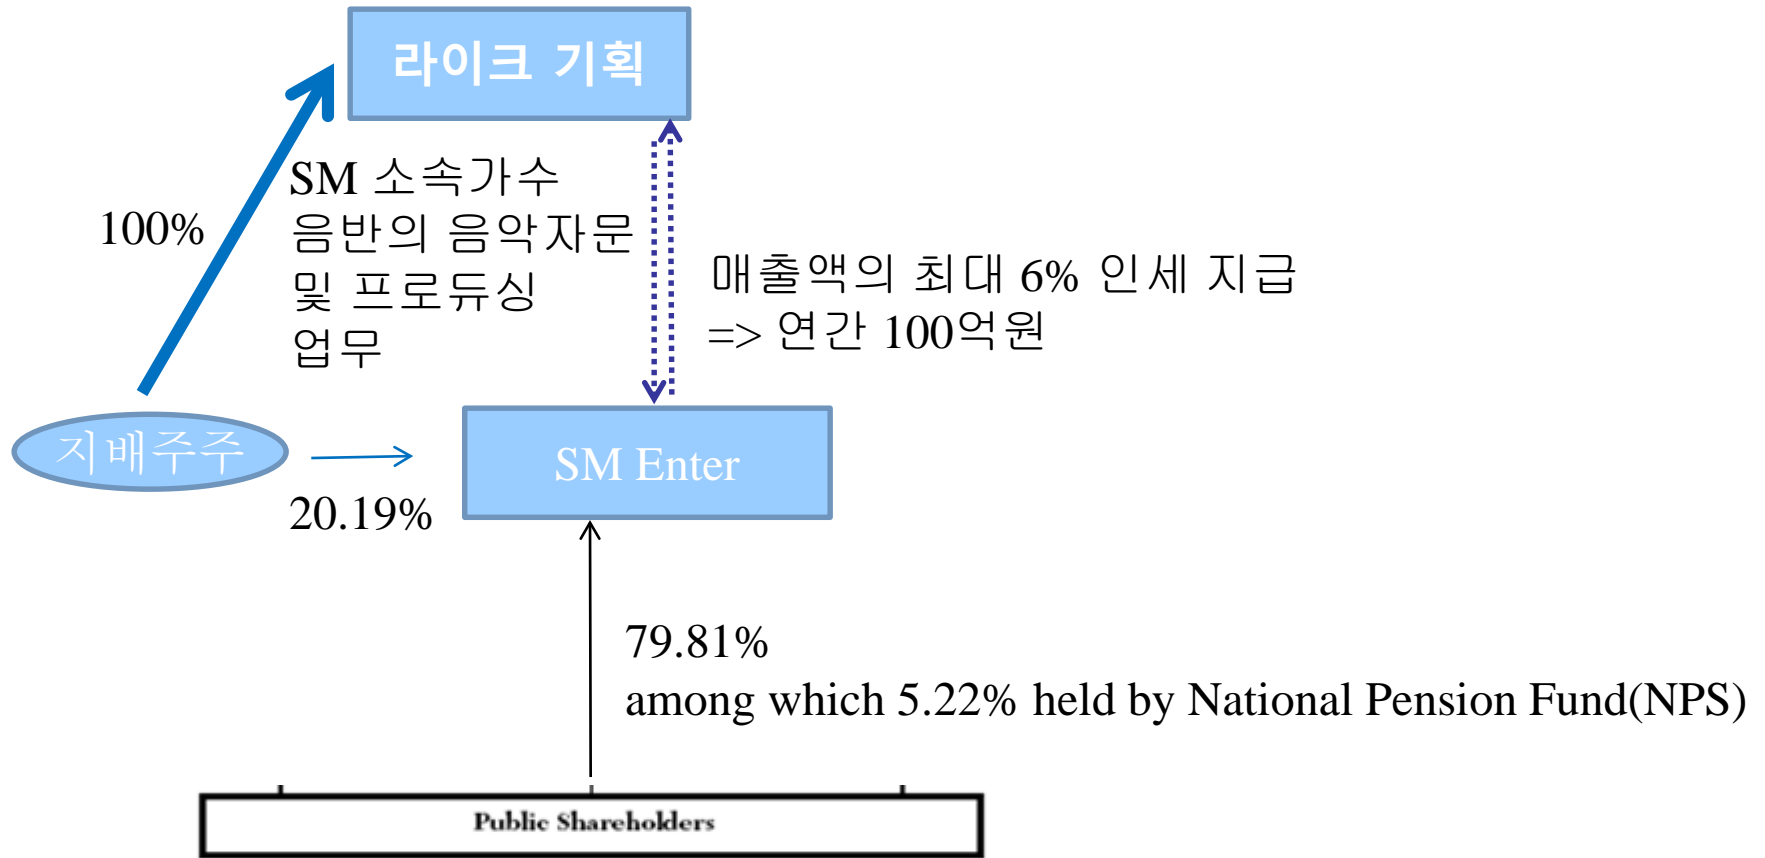 라이크 기획
SM 소속가수
음반의 음악자문
및 프로듀싱
업무
100%
매출액의 최대 6% 인세 지급
=> 연간 100억원
지배주주
SM Enter
20.19%
79.81%
among which 5.22% held by National Pension Fund(NPS)
Public Shareholders